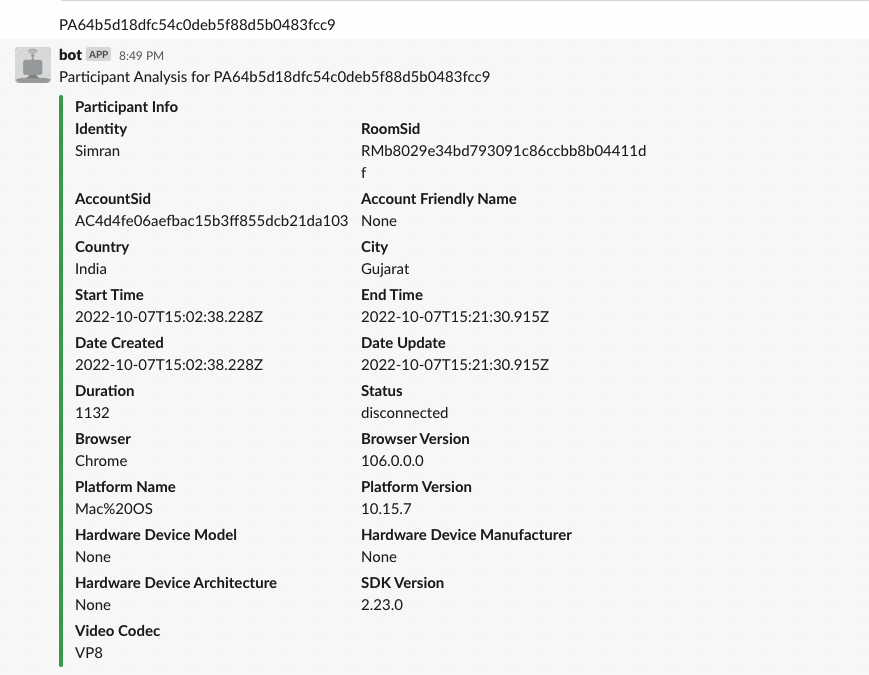 PA64b5d18dfc54c0deb5f88d5b0483fcc9
bot APP 8:49 PM
Participant Analysis for PA64b5d18dfc54c0deb5f88d5b0483fcc9
Participant Info
Identity RoomSid
Simran RMb8029e34bd793091c86ccbb8b04411d
f
AccountSid Account Friendly Name
AC4d4fe06aefbac15b3ff855dcb21da103 None
Country City
India Gujarat
Start Time End Time
2022-10-07T15:02:38.228Z 2022-10-07T15:21:30.915Z
Date Created Date Update
2022-10-07T15:02:38.228Z 2022-10-07T15:21:30.915Z
Duration Status
1132 disconnected
Browser Browser Version
Chrome 106.0.0.0
Platform Name Platform Version
Mac%20OS 10.15.7
Hardware Device Model Hardware Device Manufacturer
None None
Hardware Device Architecture SDK Version
None 2.23.0
Video Codec
VP8